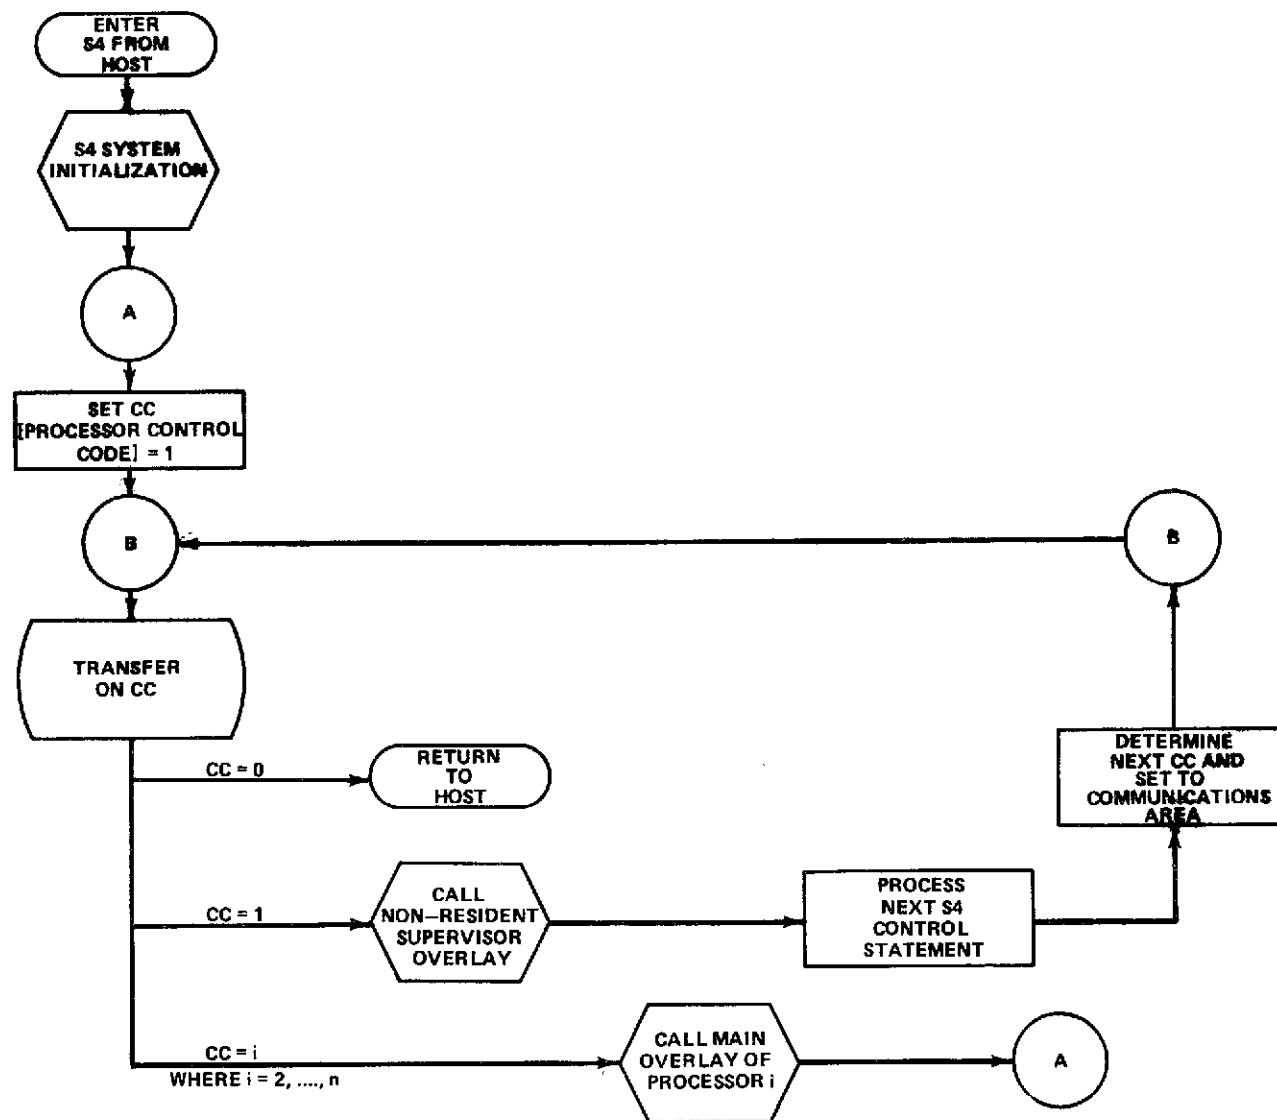 ENTER
S4 FROM
HOST
S4 SYSTEM
INITIALIZATION
A
SET CC
[PROCESSOR CONTROL
CODE] = 1
B
B
TRANSFER
ON CC
CC = 0
RETURN
TO
HOST
DETERMINE
NEXT CC AND
SET TO
COMMUNICATIONS
AREA
CC = 1
CALL
NON—RESIDENT
SUPERVISOR
OVERLAY
PROCESS
NEXT S4
CONTROL
STATEMENT
CC = i
WHERE i = 2, ...., n
CALL MAIN
OVERLAY OF
PROCESSOR i
A